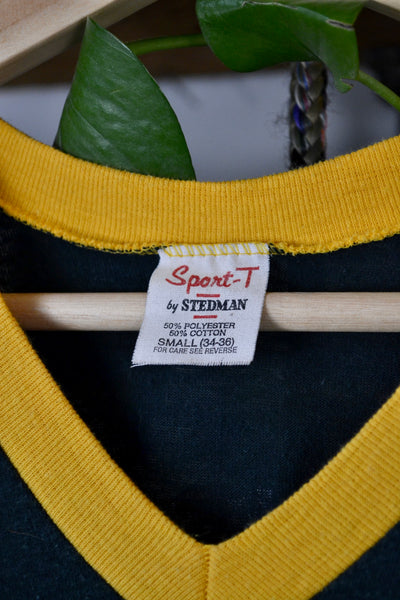 Sport-T
by STEDMAN
50% POLYESTER
50% COTTON
SMALL (34-36)
FOR CARE SEE REVERSE